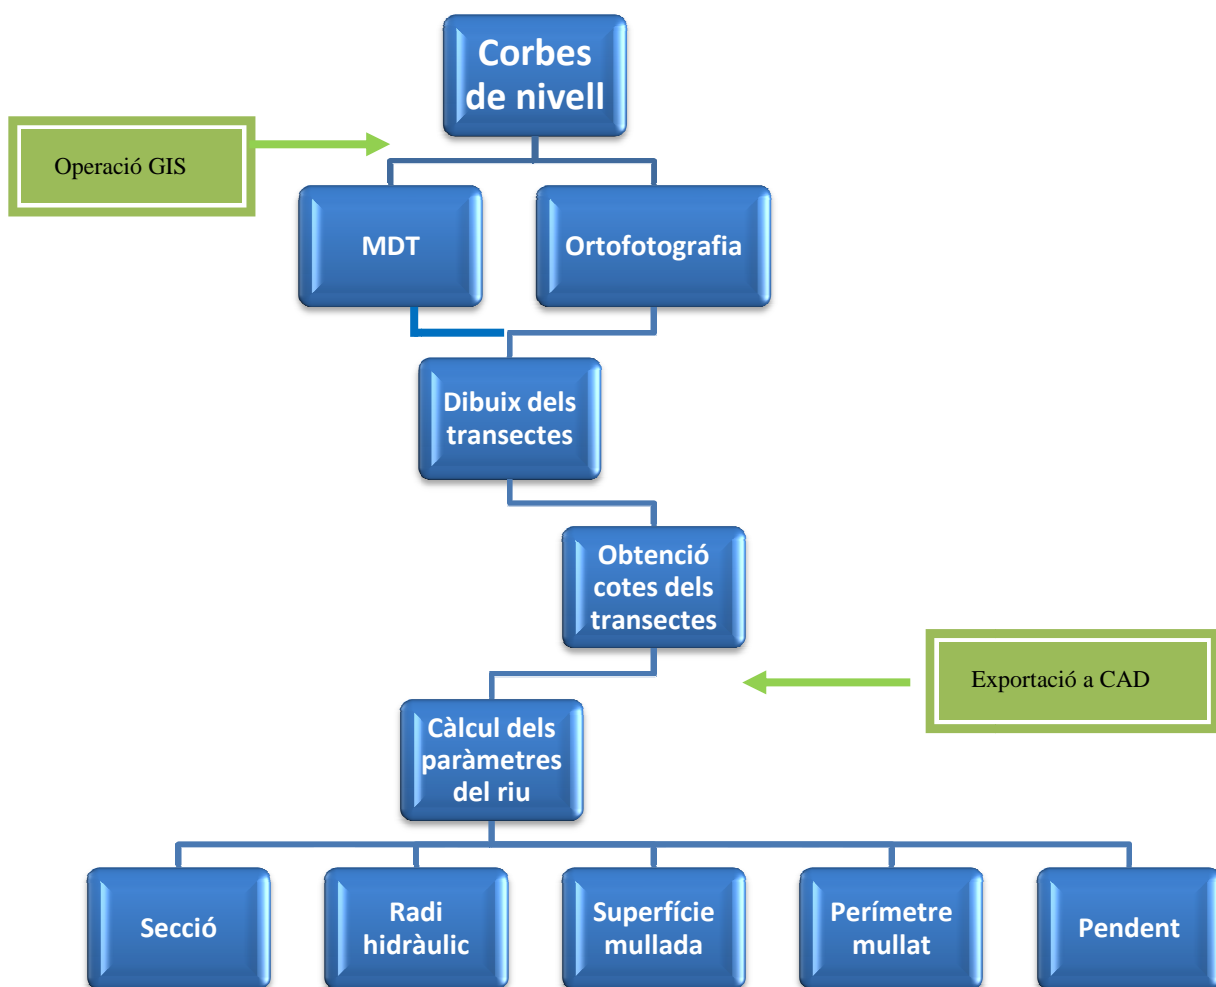 Corbes
de nivell
Operació GIS
MDT
Ortofotografia
Dibuix dels
transectes
Obtenció
cotes dels
transectes
Exportació a CAD
Càlcul dels
paràmetres
del riu
Secció
Radi
hidràulic
Superfície
mullada
Perímetre
mullat
Pendent